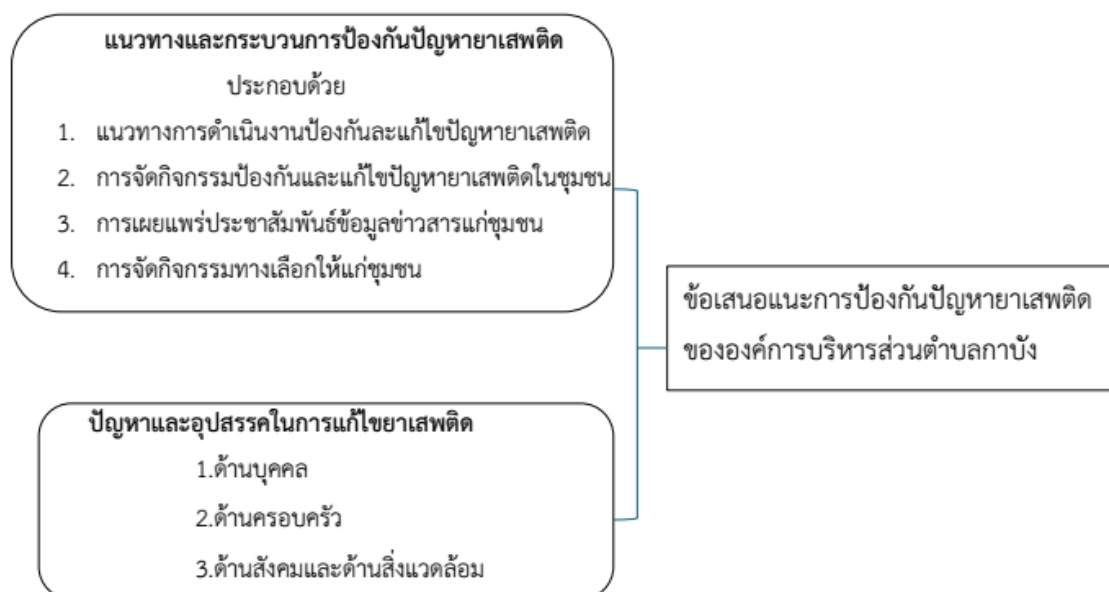 แนวทางและกระบวนการป้องกันปัญหายาเสพติด
ประกอบด้วย
1. แนวทางการดำเนินงานป้องกันละแก้ไขปัญหายาเสพติด
2. การจัดกิจกรรมป้องกันและแก้ไขปัญหายาเสพติดในชุมชน
3. การเผยแพร่ประชาสัมพันธ์ข้อมูลข่าวสารแก่ชุมชน
4. การจัดกิจกรรมทางเลือกให้แก่ชุมชน
ข้อเสนอแนะการป้องกันปัญหายาเสพติด
ขององค์การบริหารส่วนตำบลกาบัง
ปัญหาและอุปสรรคในการแก้ไขยาเสพติด
1.ด้านบุคคล
2.ด้านครอบครัว
3.ด้านสังคมและด้านสิ่งแวดล้อม